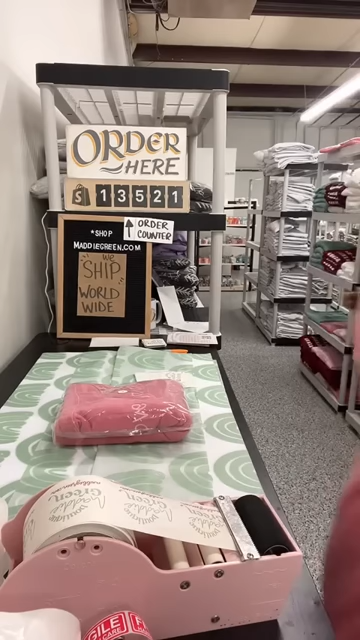 ORDER
HERE
13521
ORDER
COUNTER
*SHOP
MADDIEGREEN.COM
we
SHIP
WORLD
WIDE